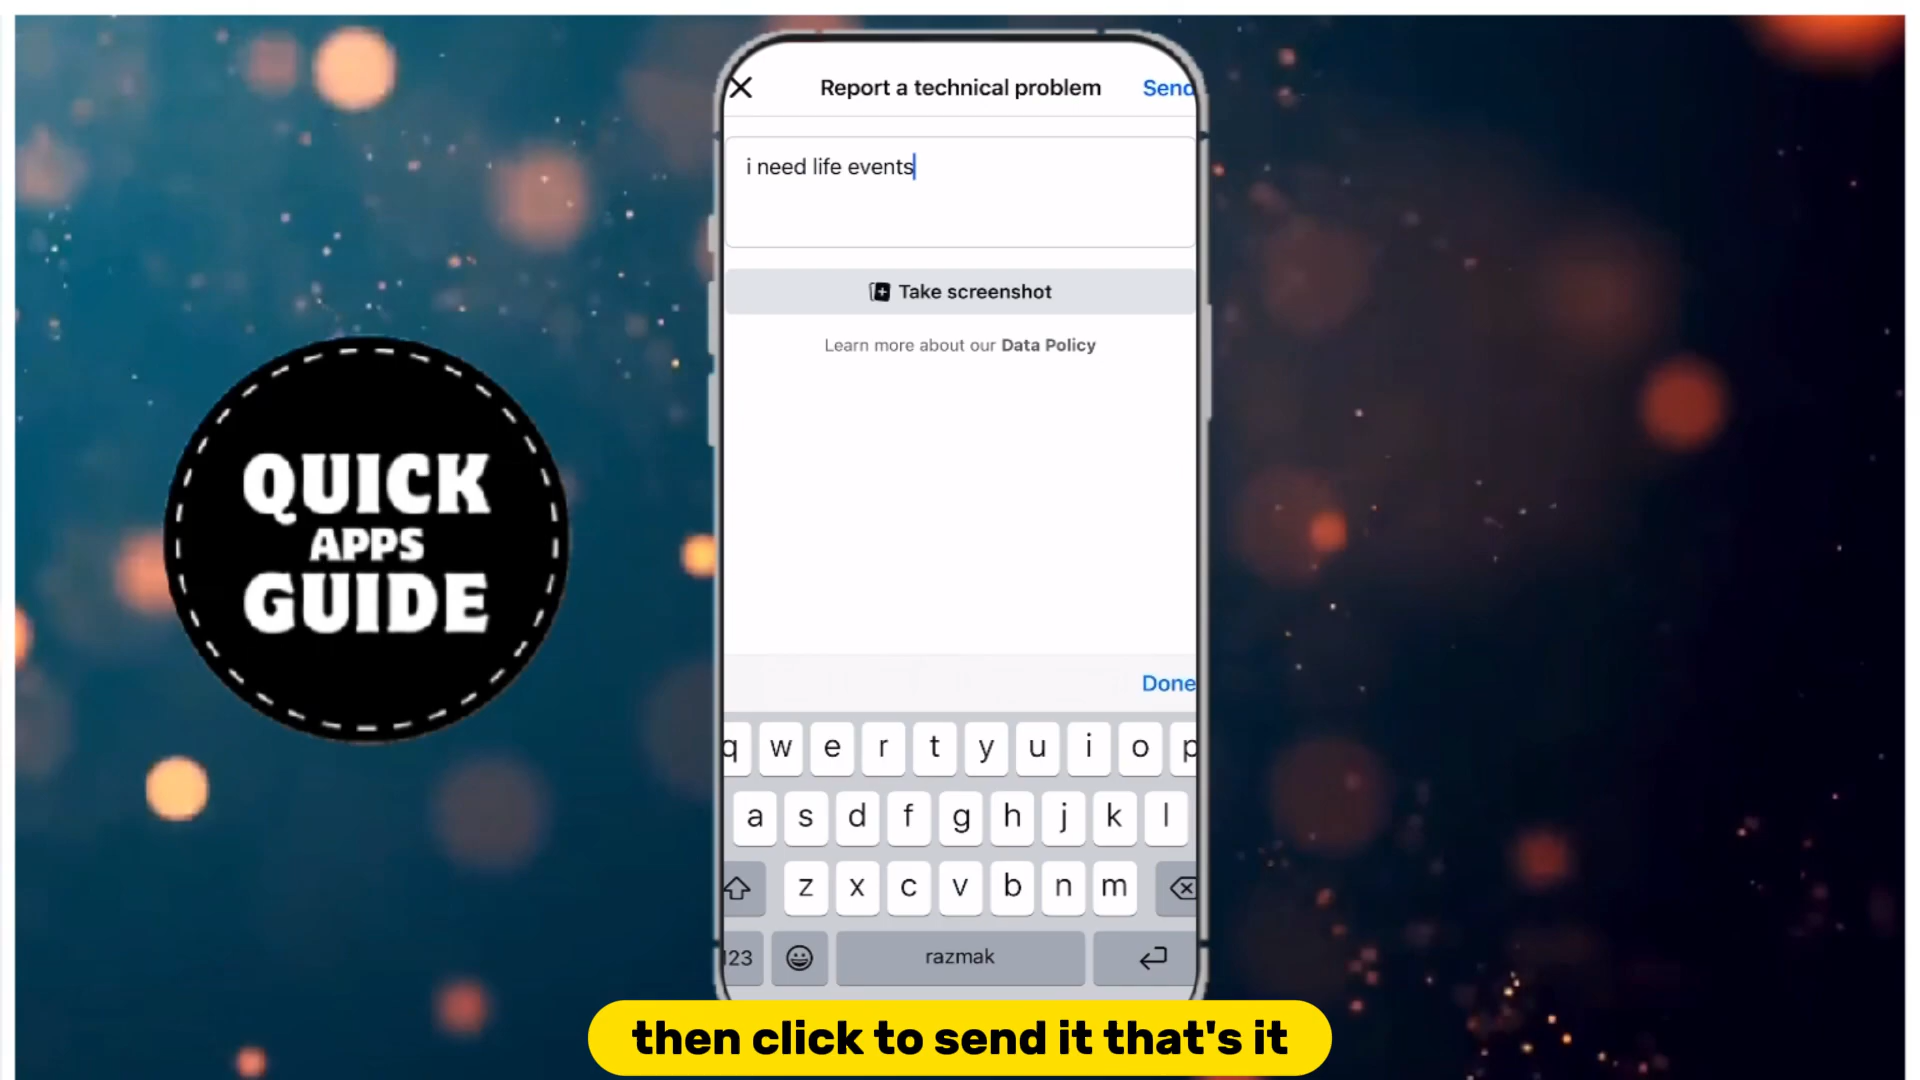 Report a technical problem
Send
i need life events
Take screenshot
Learn more about our Data Policy
Done
q w e r t y u i o p
a s d f g h j k l
z x c v b n m
123
razmak
QUICK
APPS
GUIDE
then click to send it that's it